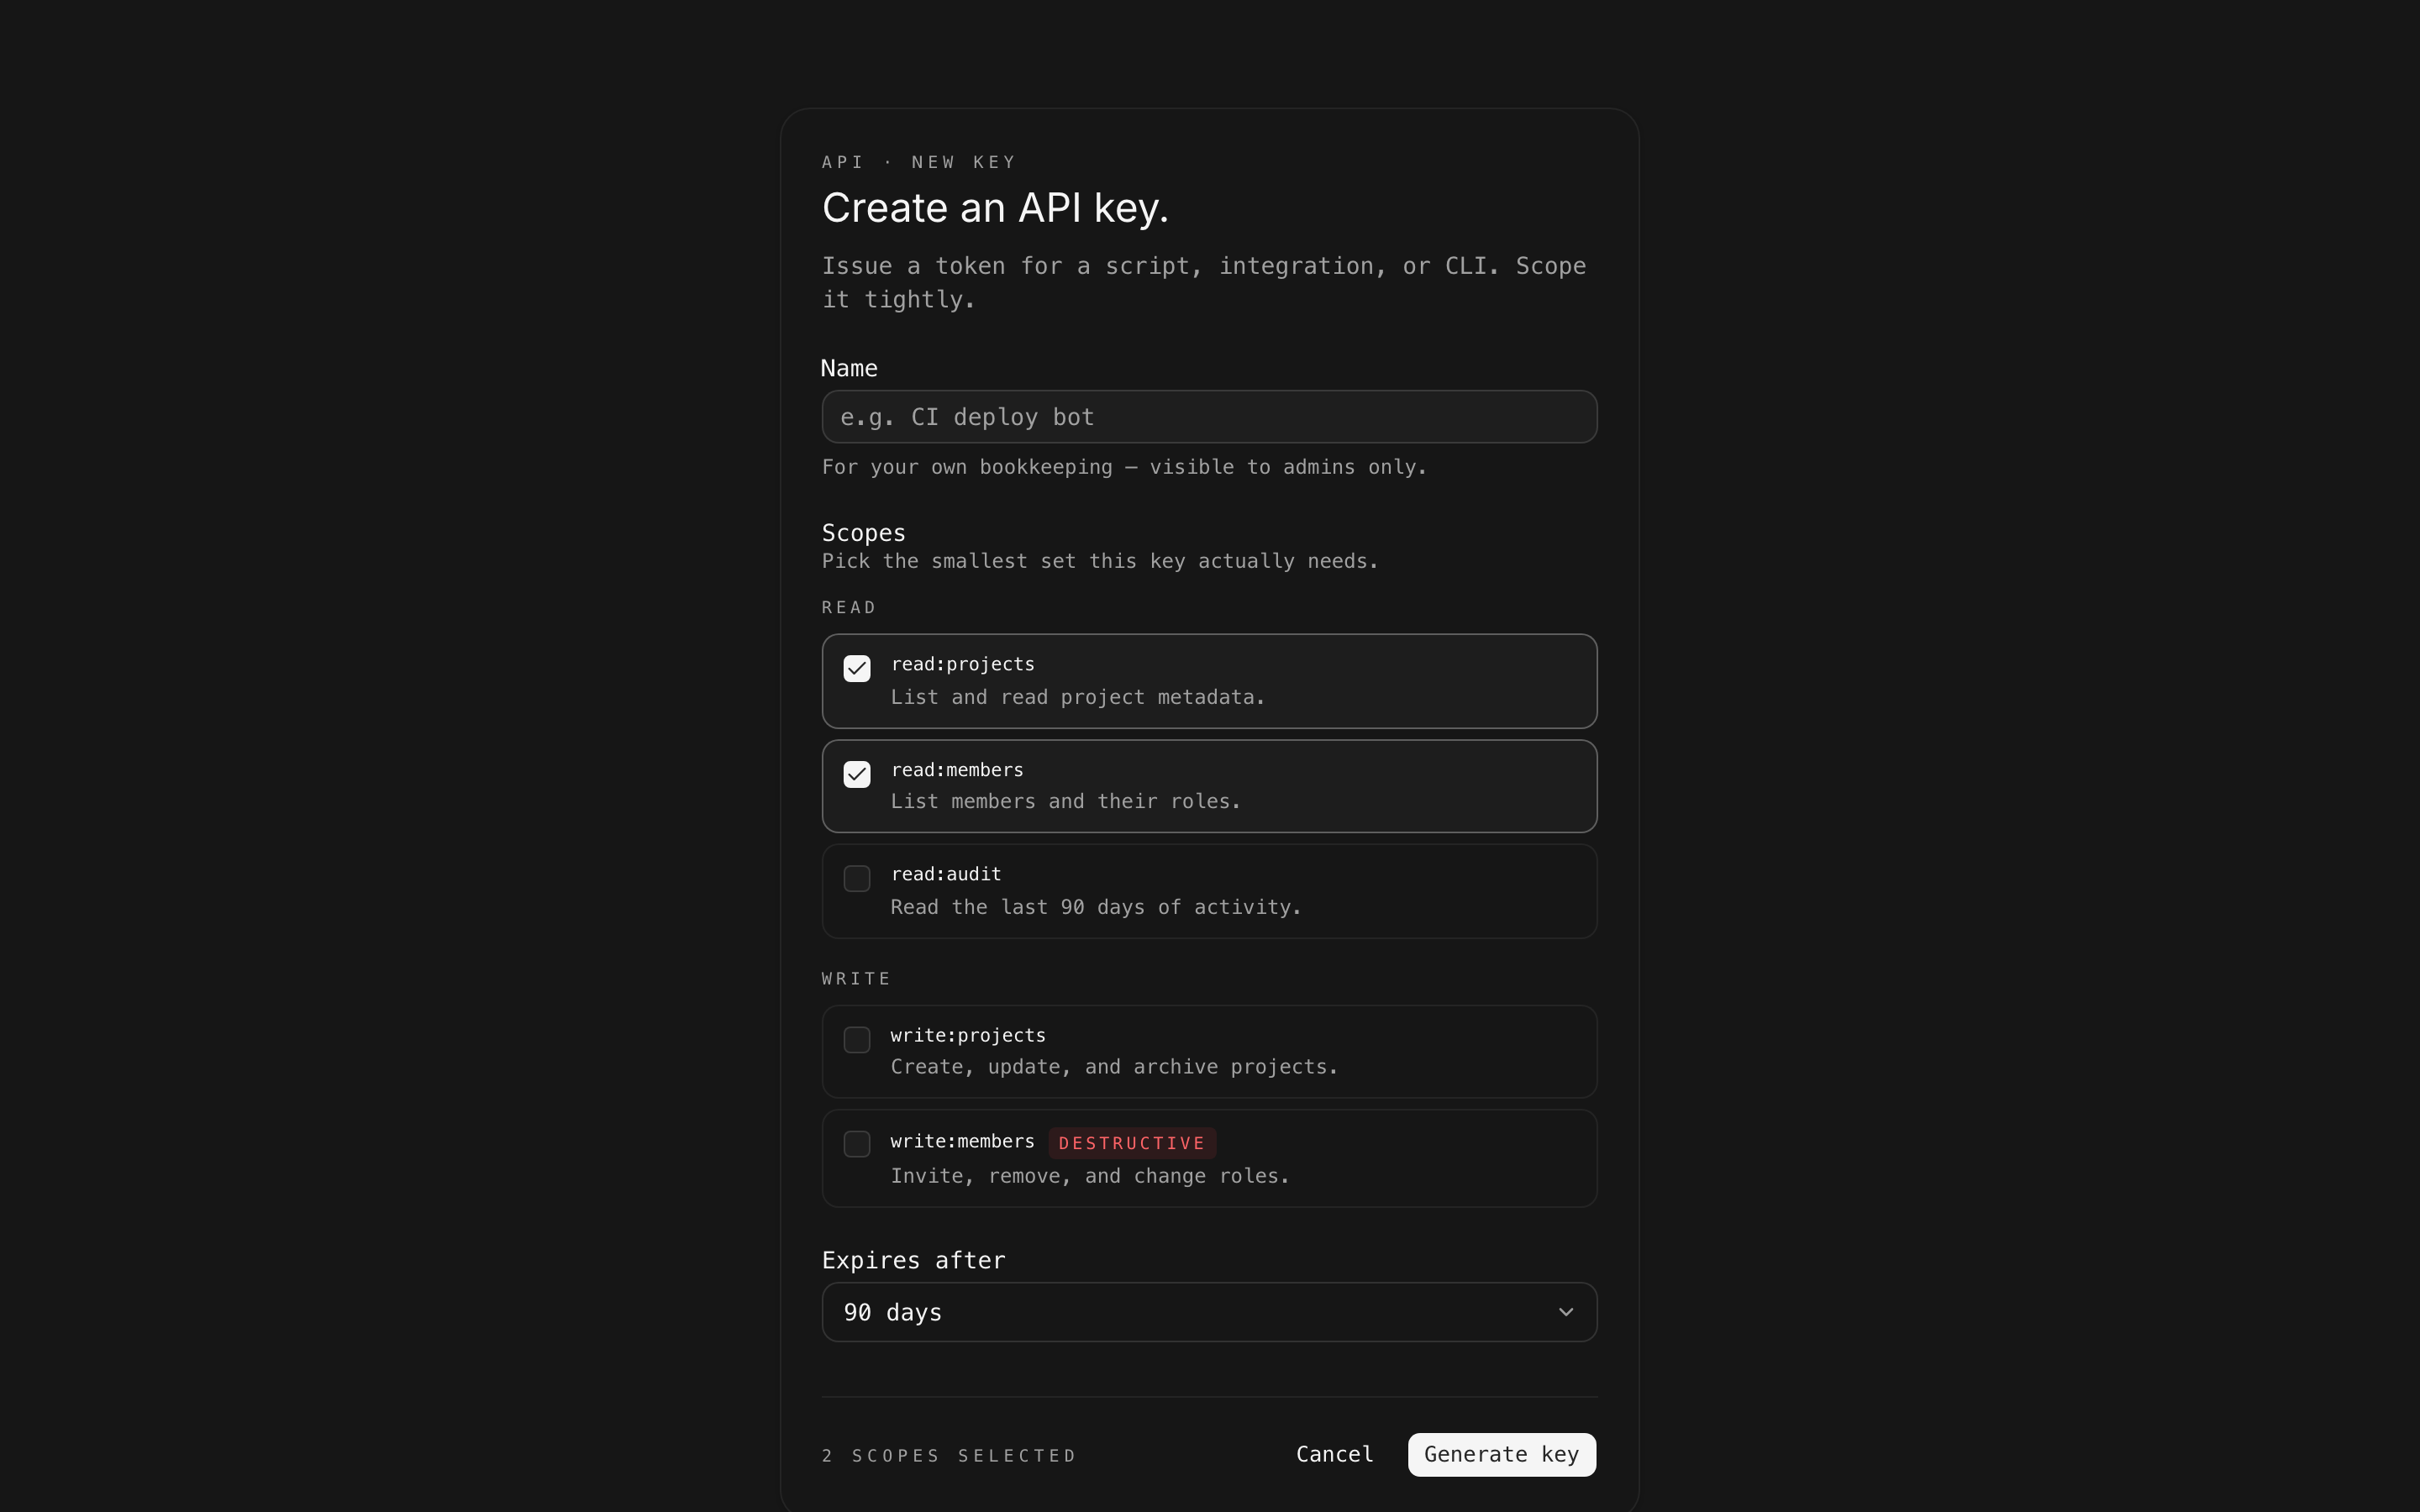 API · NEW KEY
Create an API key.
Issue a token for a script, integration, or CLI. Scope
it tightly.
Name
e.g. CI deploy bot
For your own bookkeeping — visible to admins only.
Scopes
Pick the smallest set this key actually needs.
READ
read:projects
List and read project metadata.
read:members
List members and their roles.
read:audit
Read the last 90 days of activity.
WRITE
write:projects
Create, update, and archive projects.
write:members DESTRUCTIVE
Invite, remove, and change roles.
Expires after
90 days
2 SCOPES SELECTED Cancel Generate key